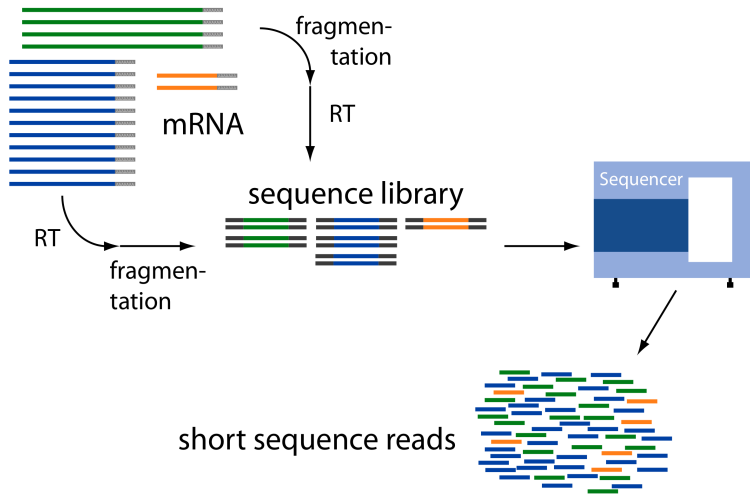 fragmen-
tation
RT
mRNA
sequence library
Sequencer
RT
fragmen-
tation
short sequence reads